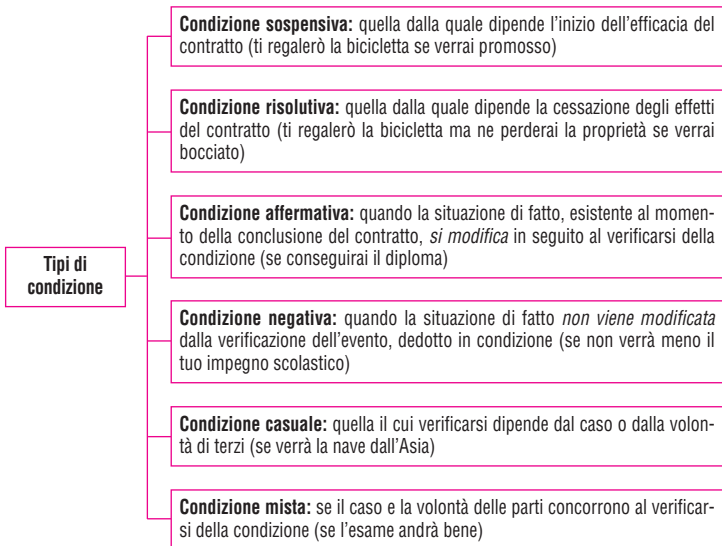 Condizione sospensiva: quella dalla quale dipende l'inizio dell'efficacia del
contratto (ti regalerò la bicicletta se verrai promosso)
Condizione risolutiva: quella dalla quale dipende la cessazione degli effetti
del contratto (ti regalerò la bicicletta ma ne perderai la proprietà se verrai
bocciato)
Condizione affermativa: quando la situazione di fatto, esistente al momen-
to della conclusione del contratto, si modifica in seguito al verificarsi della
condizione (se conseguirai il diploma)
Tipi di
condizione
Condizione negativa: quando la situazione di fatto non viene modificata
dalla verificazione dell'evento, dedotto in condizione (se non verrà meno il
tuo impegno scolastico)
Condizione casuale: quella il cui verificarsi dipende dal caso o dalla volon-
tà di terzi (se verrà la nave dall'Asia)
Condizione mista: se il caso e la volontà delle parti concorrono al verificar-
si della condizione (se l'esame andrà bene)